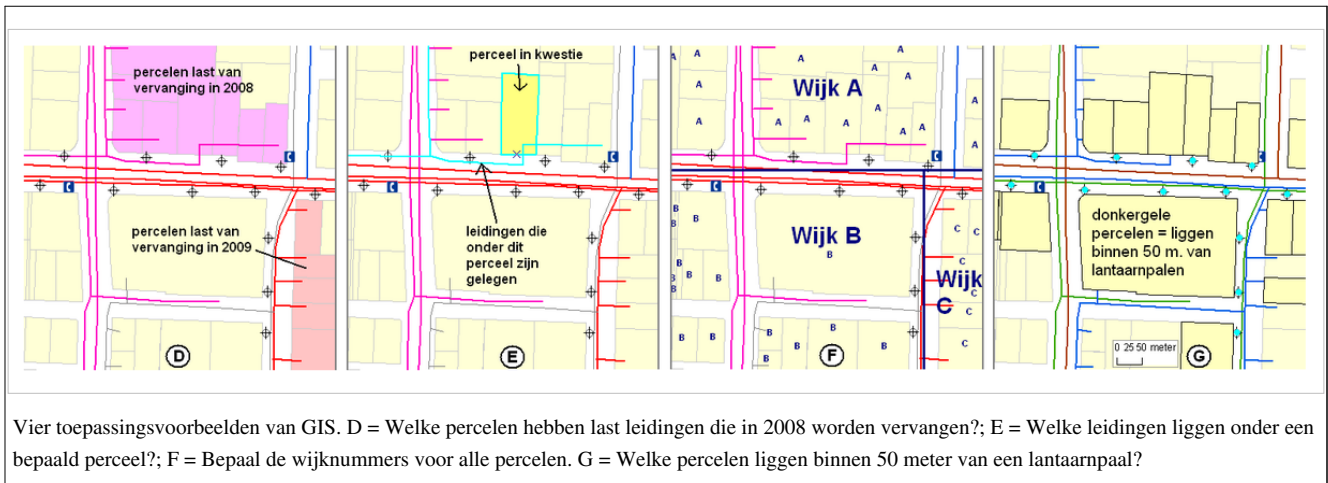 percelen last van
vervanging in 2008
percelen last van
vervanging in 2009
D
perceel in kwestie
leidingen die
onder dit
perceel zijn
gelegen
E
A
A
A
A
A
A
Wijk A
A
A
A
A
A
A
A
B
B
B
B
B
B
B
B
Wijk B
B
C
C
C
Wijk
C
C
C
C
B
B
B
B
B
B
B
F
donkergele
percelen = liggen
binnen 50 m. van
lantaarnpalen
0 25 50 meter
G
Vier toepassingsvoorbeelden van GIS. D = Welke percelen hebben last leidingen die in 2008 worden vervangen?; E = Welke leidingen liggen onder een
bepaald perceel?; F = Bepaal de wijknummers voor alle percelen. G = Welke percelen liggen binnen 50 meter van een lantaarnpaal?